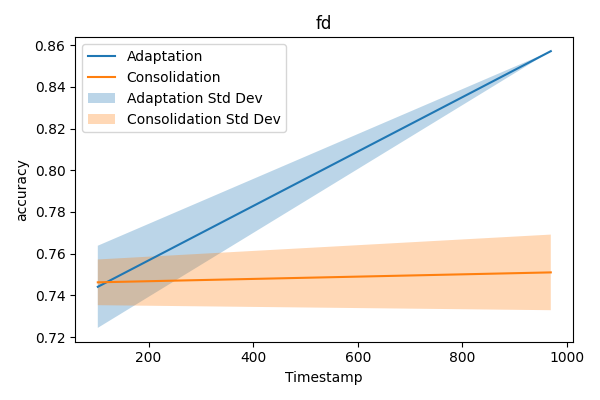 fd
Adaptation
Consolidation
Adaptation Std Dev
Consolidation Std Dev
accuracy
0.86
0.84
0.82
0.80
0.78
0.76
0.74
0.72
200
400
600
800
1000
Timestamp